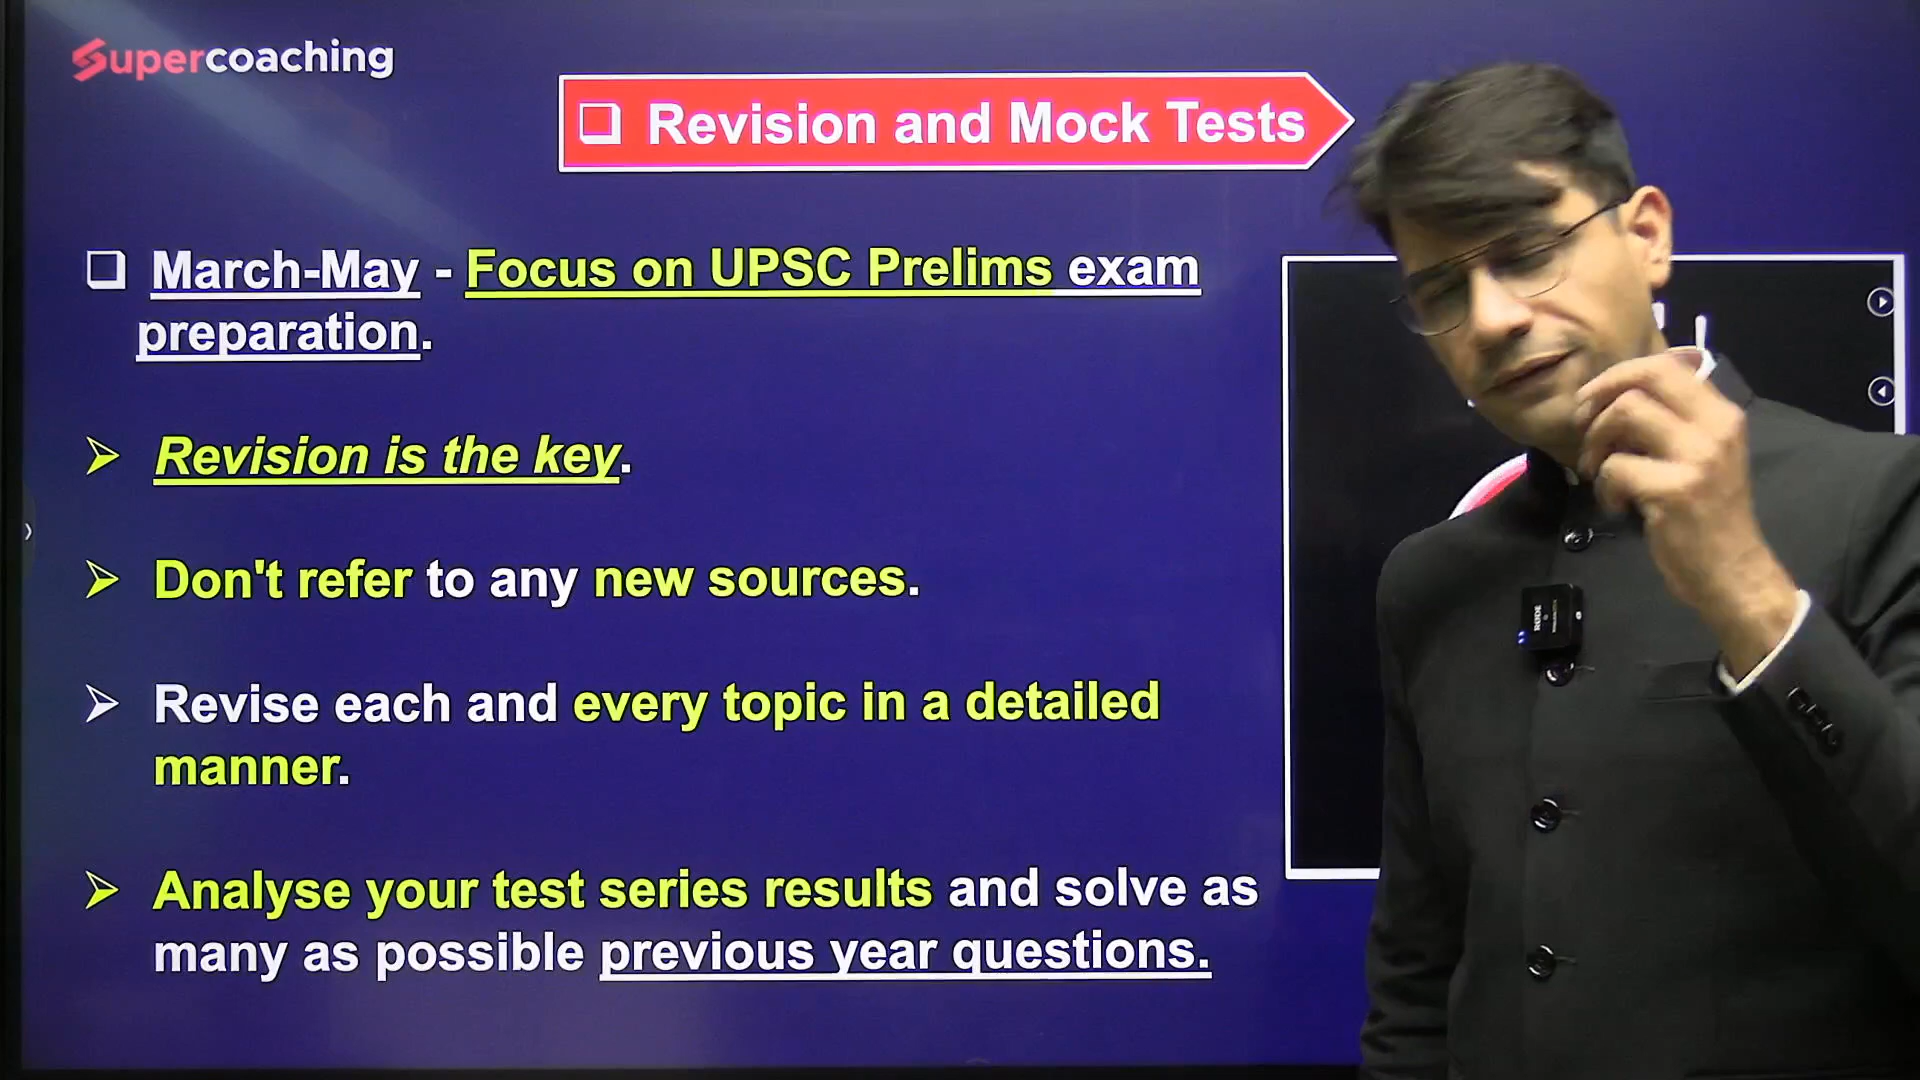 Supercoaching
Revision and Mock Tests
March-May - Focus on UPSC Prelims exam
preparation.
Revision is the key.
Don't refer to any new sources.
Revise each and every topic in a detailed
manner.
Analyse your test series results and solve as
many as possible previous year questions.
RØDE